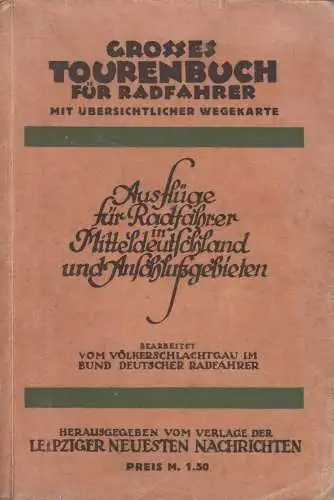 GROSSES
TOURENBUCH
FÜR RADFAHRER
MIT ÜBERSICHTLICHER WEGEKARTE
Ausflüge
für Radfahrer
in
Mitteldeutschland
und Anschlußgebieten
BEARBEITET
VOM VÖLKERSCHLACHTGAU IM
BUND DEUTSCHER RADFAHRER
HERAUSGEGEBEN VOM VERLAGE DER
LEIPZIGER NEUESTEN NACHRICHTEN
PREIS M. 1.50